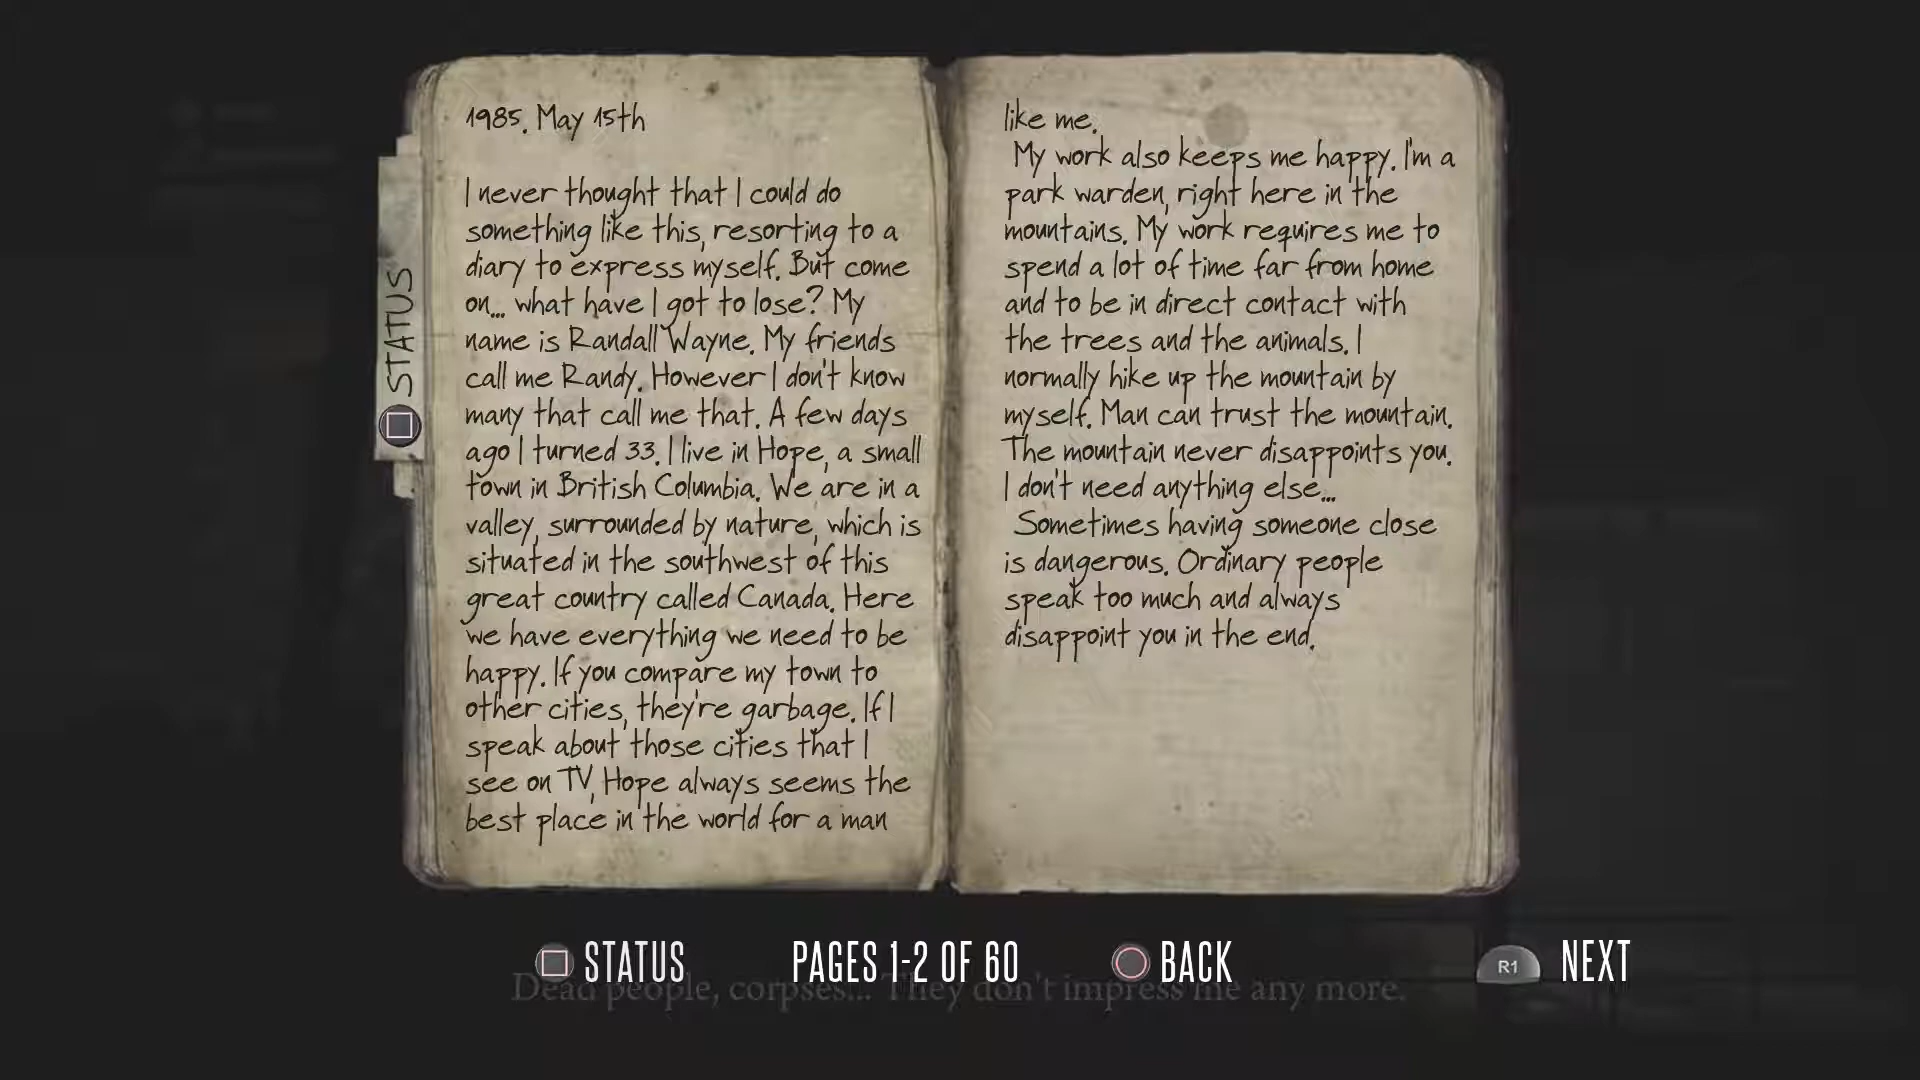 1985. May 15th
I never thought that I could do
something like this, resorting to a
diary to express myself. But come
on... what have I got to lose? My
name is Randall Wayne. My friends
call me Randy. However I don't know
many that call me that. A few days
ago I turned 33. I live in Hope, a small
town in British Columbia. We are in a
valley, surrounded by nature, which is
situated in the southwest of this
great country called Canada. Here
we have everything we need to be
happy. If you compare my town to
other cities, they're garbage. If I
speak about those cities that I
see on TV, Hope always seems the
best place in the world for a man
like me.
My work also keeps me happy. I'm a
park warden, right here in the
mountains. My work requires me to
spend a lot of time far from home
and to be in direct contact with
the trees and the animals. I
normally hike up the mountain by
myself. Man can trust the mountain.
The mountain never disappoints you.
I don't need anything else...
Sometimes having someone close
is dangerous. Ordinary people
speak too much and always
disappoint you in the end.
STATUS
STATUS
PAGES 1-2 OF 60
BACK
R1 NEXT
Dead people, corpses... They don't impress me any more.